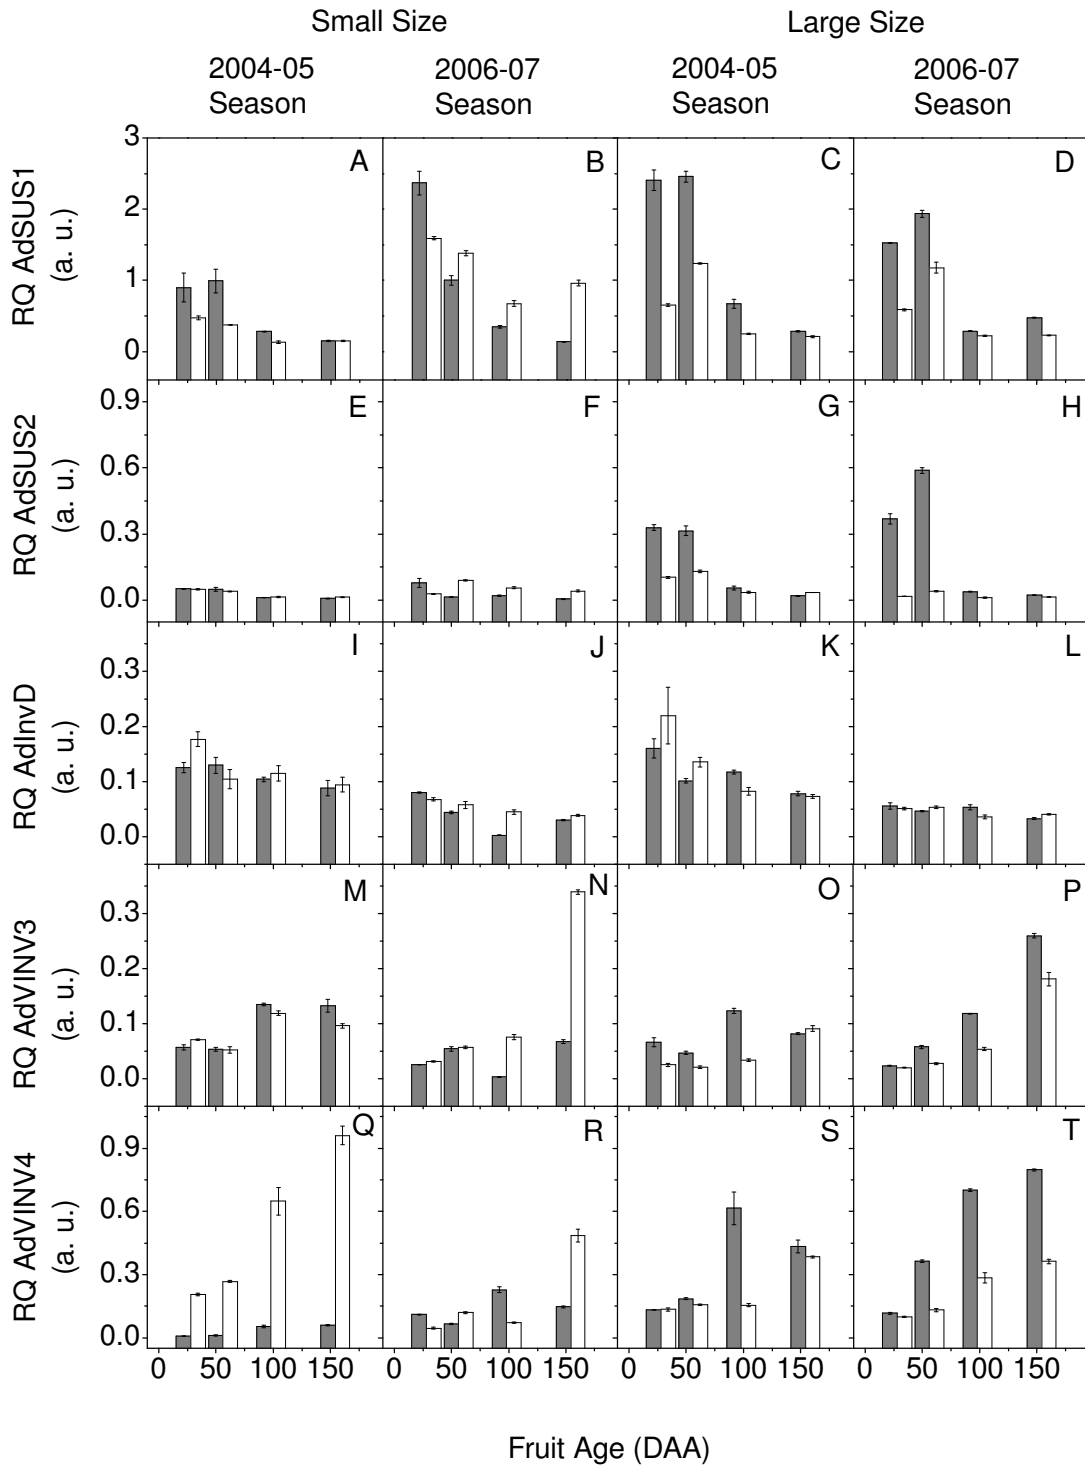 Small Size Large Size
2004-05 2006-07 2004-05 2006-07
Season Season Season Season
RQ AdSUS1
(a. u.)
3
2
1
0
A B C D
RQ AdSUS2
(a. u.)
0.9
0.6
0.3
0.0
E F G H
RQ AdInvD
(a. u.)
0.3
0.2
0.1
0.0
I J K L
RQ AdVINV3
(a. u.)
0.3
0.2
0.1
0.0
M N O P
RQ AdVINV4
(a. u.)
0.9
0.6
0.3
0.0
Q R S T
0 50 100 150 0 50 100 150 0 50 100 150 0 50 100 150
Fruit Age (DAA)